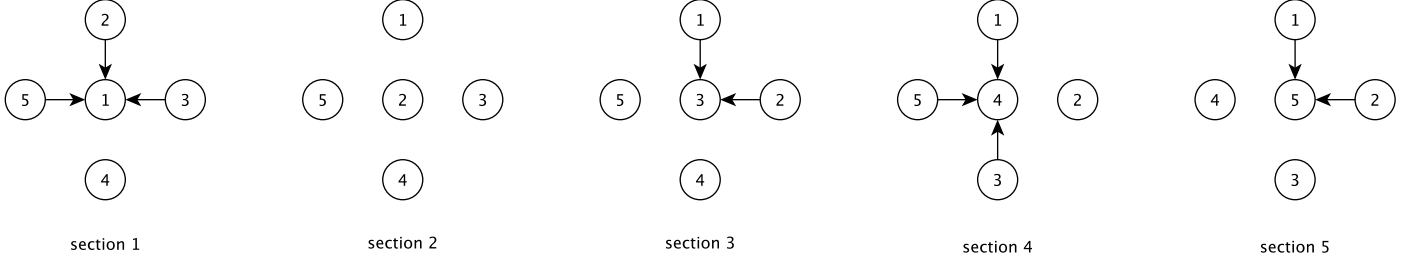 2 1 1 1 1
5 1 3 5 2 3 5 3 2 5 4 2 4 5 2
4 4 4 3 3
section 1 section 2 section 3 section 4 section 5